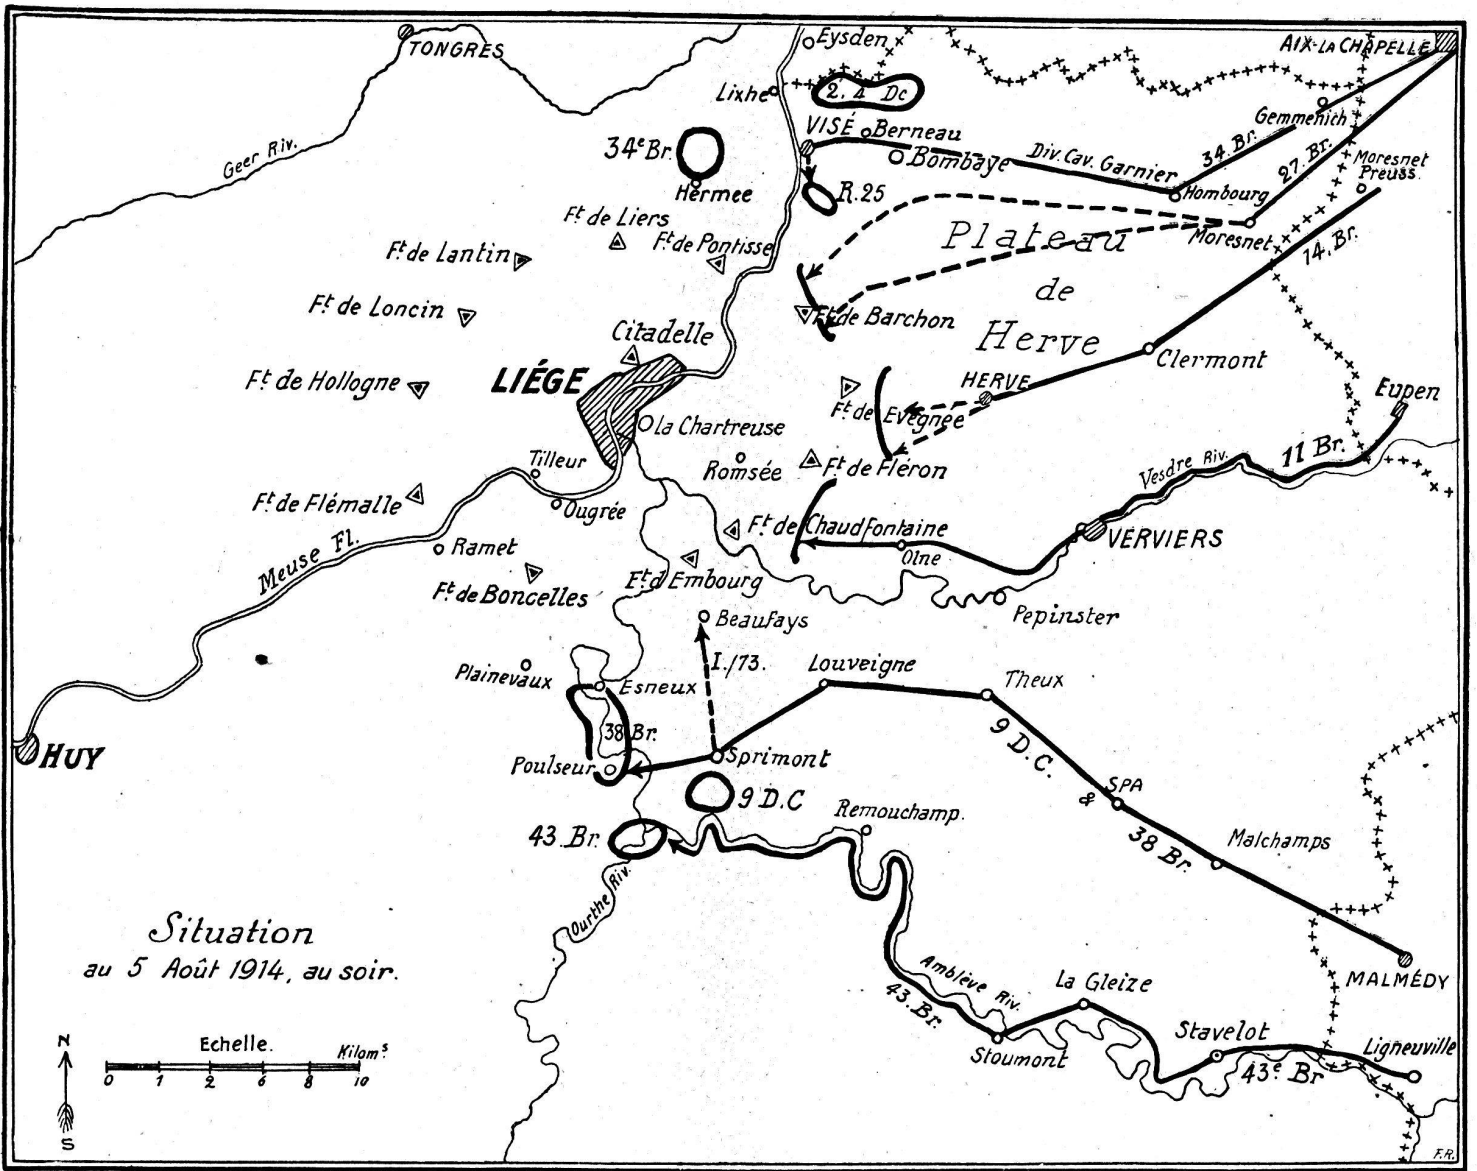 TONGRES
Eysden
AIX-LA CHAPELLE
Lixhe
2, 4 Dc
Gemmenich
VISÉ
Berneau
Geer Riv.
34e Br.
Bombaye
Div. Cav. Garnier
34. Br.
27. Br.
Moresnet
Preuss.
Hermee
R. 25
Hombourg
Ft de Liers
Ft de Pontisse
Moresnet
14. Br.
Ft de Lantin
Plateau
de
Herve
Ft de Loncin
Ft de Barchon
Citadelle
Clermont
LIÉGE
Ft de Hollogne
HERVE
Eupen
Ft de Evegnée
la Chartreuse
Tilleur
Romsée
Ft de Fléron
Vesdre Riv.
11 Br.
Ft de Flémalle
Ougrée
Ft de Chaudfontaine
VERVIERS
Meuse Fl.
Ramet
Olne
Ft de Boncelles
Ft d'Embourg
Pepinster
Beaufays
I./73.
Louveigne
Theux
Plainevaux
Esneux
38 Br.
9 D.C.
HUY
Poulseur
Sprimont
&
SPA
9 D.C
Remouchamp.
38 Br.
Malchamps
43. Br.
Ourthe Riv.
Situation
au 5 Août 1914, au soir.
Amblève Riv.
43. Br.
La Gleize
MALMÉDY
Stavelot
Ligneuville
Stoumont
43e Br
N
S
Echelle.
Kiloms.
0 1 2 6 8 10
F.R.